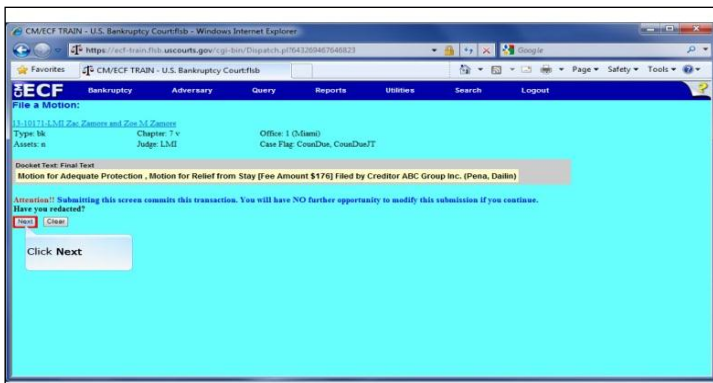 CM/ECF TRAIN - U.S. Bankruptcy Court:flsb - Windows Internet Explorer
https://ecf-train.flsb.uscourts.gov/cgi-bin/Dispatch.pl?643269467646823
Google
Favorites CM/ECF TRAIN - U.S. Bankruptcy Court:flsb Page Safety Tools
ECF Bankruptcy Adversary Query Reports Utilities Search Logout ?
File a Motion:
13-10171-LMI Zac Zamora and Zoe M Zamora
Type: bk Chapter: 7 v Office: 1 (Miami)
Assets: n Judge: LMI Case Flag: CounDue, CounDueJT
Docket Text: Final Text
Motion for Adequate Protection , Motion for Relief from Stay [Fee Amount $176] Filed by Creditor ABC Group Inc. (Pena, Dailin)
Attention!! Submitting this screen commits this transaction. You will have NO further opportunity to modify this submission if you continue.
Have you redacted?
Next Clear
Click Next